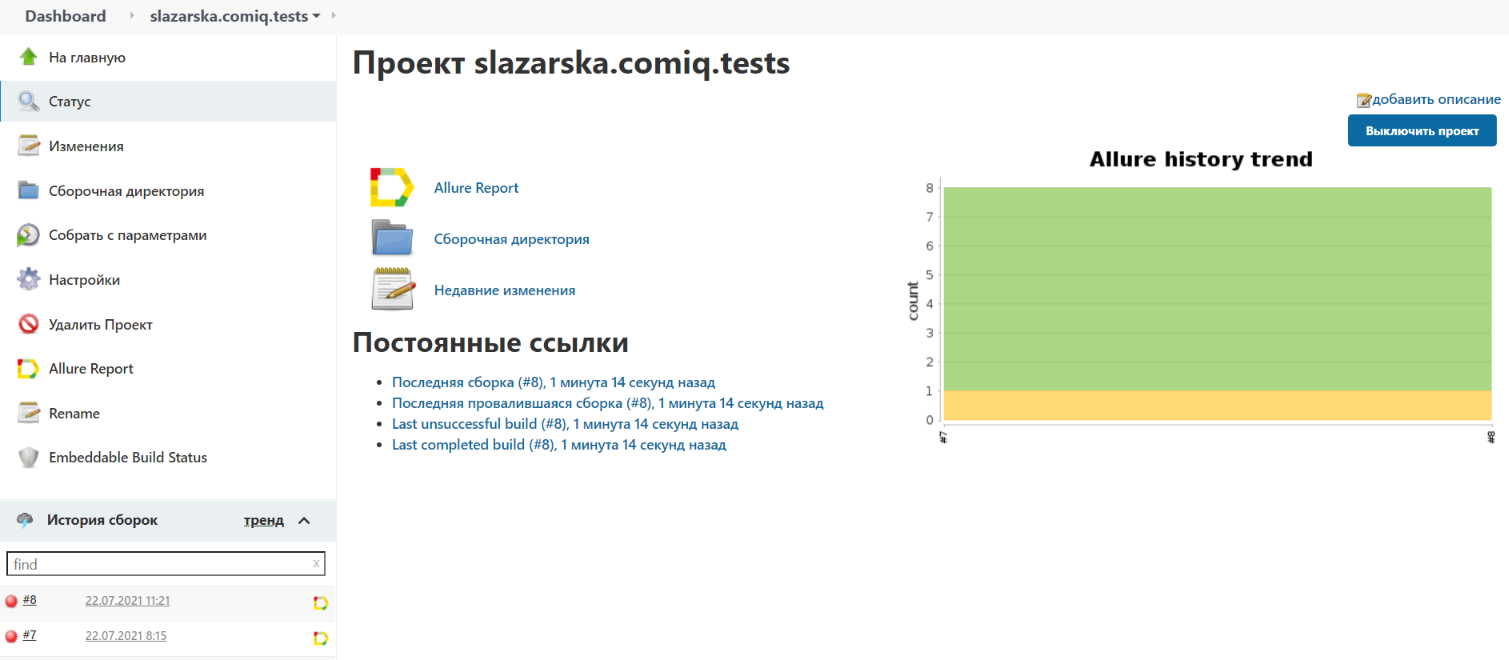 Dashboard
slazarska.comiq.tests
На главную
Статус
Изменения
Сборочная директория
Собрать с параметрами
Настройки
Удалить Проект
Allure Report
Rename
Embeddable Build Status
История сборок
тренд
find
x
#8
22.07.2021 11:21
#7
22.07.2021 8:15
Проект slazarska.comiq.tests
добавить описание
Выключить проект
Allure Report
Сборочная директория
Недавние изменения
Постоянные ссылки
Последняя сборка (#8), 1 минута 14 секунд назад
Последняя провалившаяся сборка (#8), 1 минута 14 секунд назад
Last unsuccessful build (#8), 1 минута 14 секунд назад
Last completed build (#8), 1 минута 14 секунд назад
Allure history trend
count
8
7
6
5
4
3
2
1
0
#7
#8